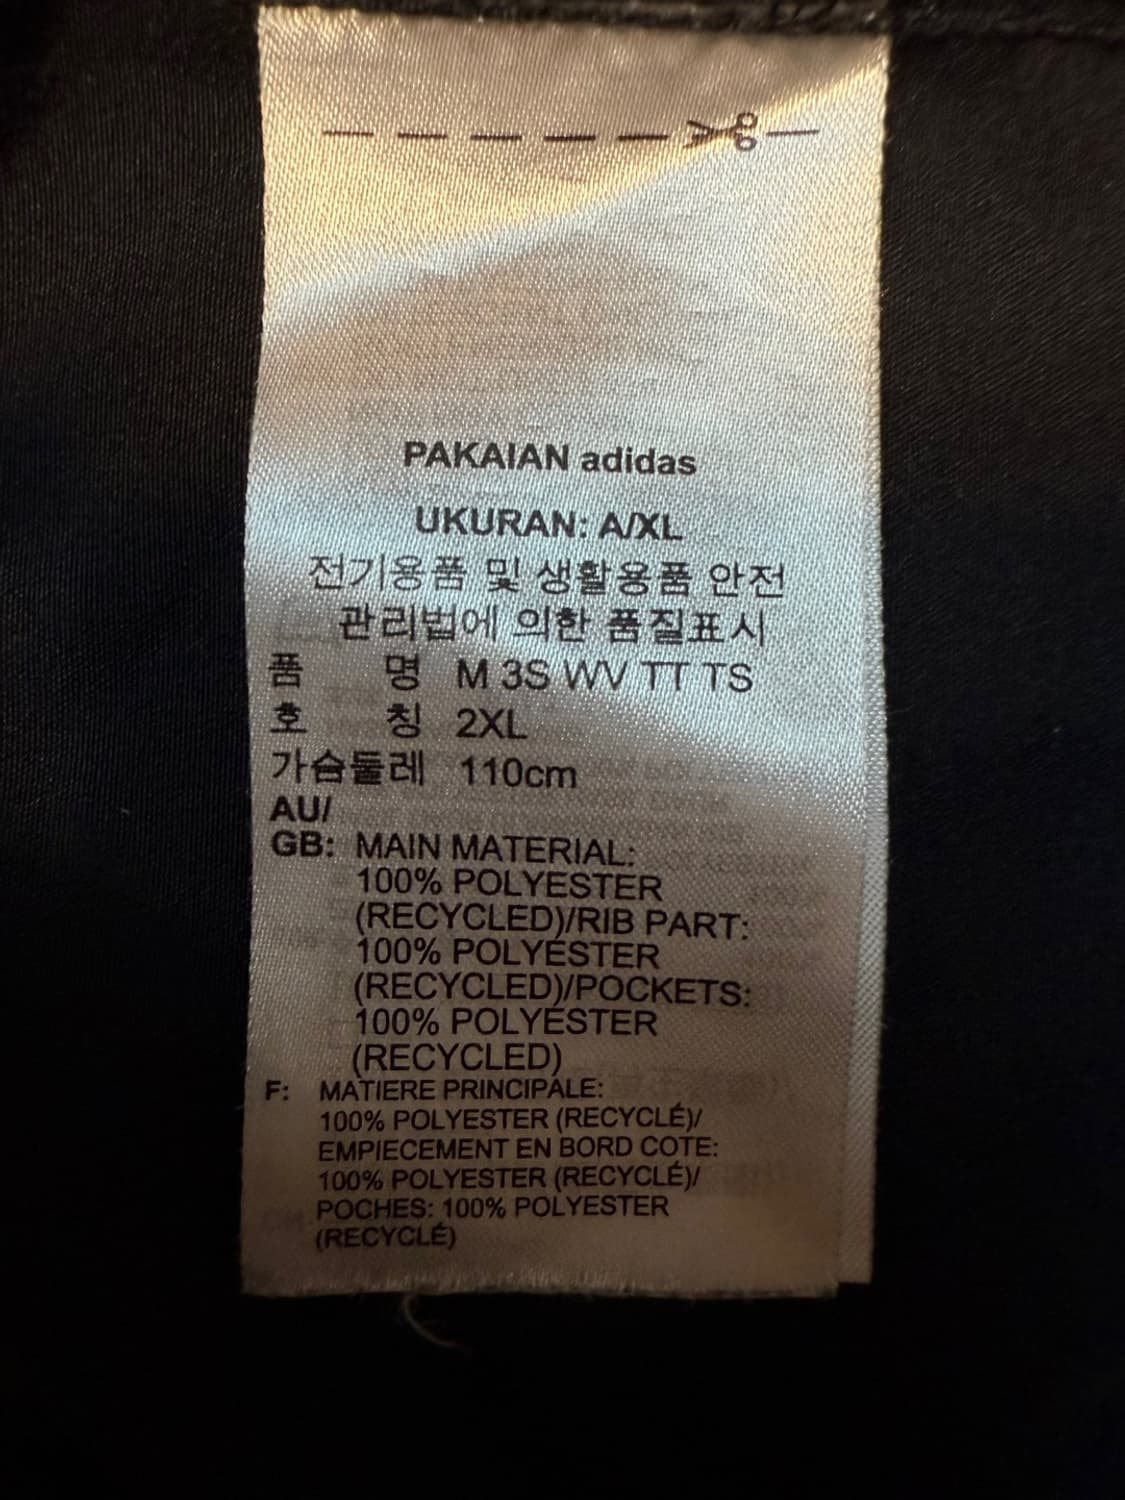 PAKAIAN adidas
UKURAN: A/XL
전기용품 및 생활용품 안전
관리법에 의한 품질표시
품 명 M 3S WV TT TS
호 칭 2XL
가슴둘레 110cm
AU/
GB: MAIN MATERIAL:
100% POLYESTER
(RECYCLED)/RIB PART:
100% POLYESTER
(RECYCLED)/POCKETS:
100% POLYESTER
(RECYCLED)
F: MATIERE PRINCIPALE:
100% POLYESTER (RECYCLÉ)/
EMPIECEMENT EN BORD COTE:
100% POLYESTER (RECYCLÉ)/
POCHES: 100% POLYESTER
(RECYCLÉ)